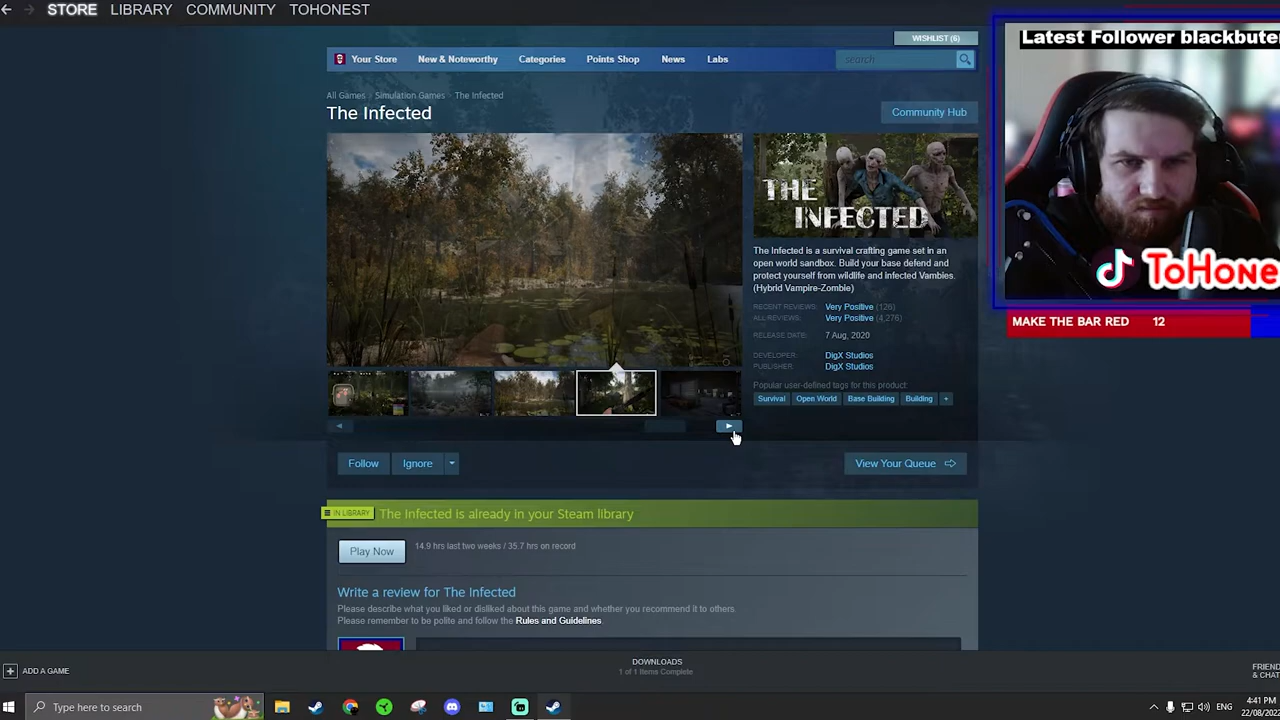 STORE LIBRARY COMMUNITY TOHONEST
WISHLIST (6)
Your Store New & Noteworthy Categories Points Shop News Labs search
All Games > Simulation Games > The Infected
The Infected
Community Hub
THE
INFECTED
The Infected is a survival crafting game set in an
open world sandbox. Build your base defend and
protect yourself from wildlife and infected Vambies.
(Hybrid Vampire-Zombie)
RECENT REVIEWS: Very Positive (126)
ALL REVIEWS: Very Positive (4,276)
RELEASE DATE: 7 Aug, 2020
DEVELOPER: DigX Studios
PUBLISHER: DigX Studios
Popular user-defined tags for this product:
Survival Open World Base Building Building +
Follow Ignore
View Your Queue
IN LIBRARY The Infected is already in your Steam library
Play Now 14.9 hrs last two weeks / 35.7 hrs on record
Write a review for The Infected
Please describe what you liked or disliked about this game and whether you recommend it to others.
Please remember to be polite and follow the Rules and Guidelines.
Latest Follower blackbute
ToHone
MAKE THE BAR RED 12
ADD A GAME
DOWNLOADS
1 of 1 Items Complete
FRIEND
& CHAT
Type here to search
ENG
4:41 PM
22/08/2022